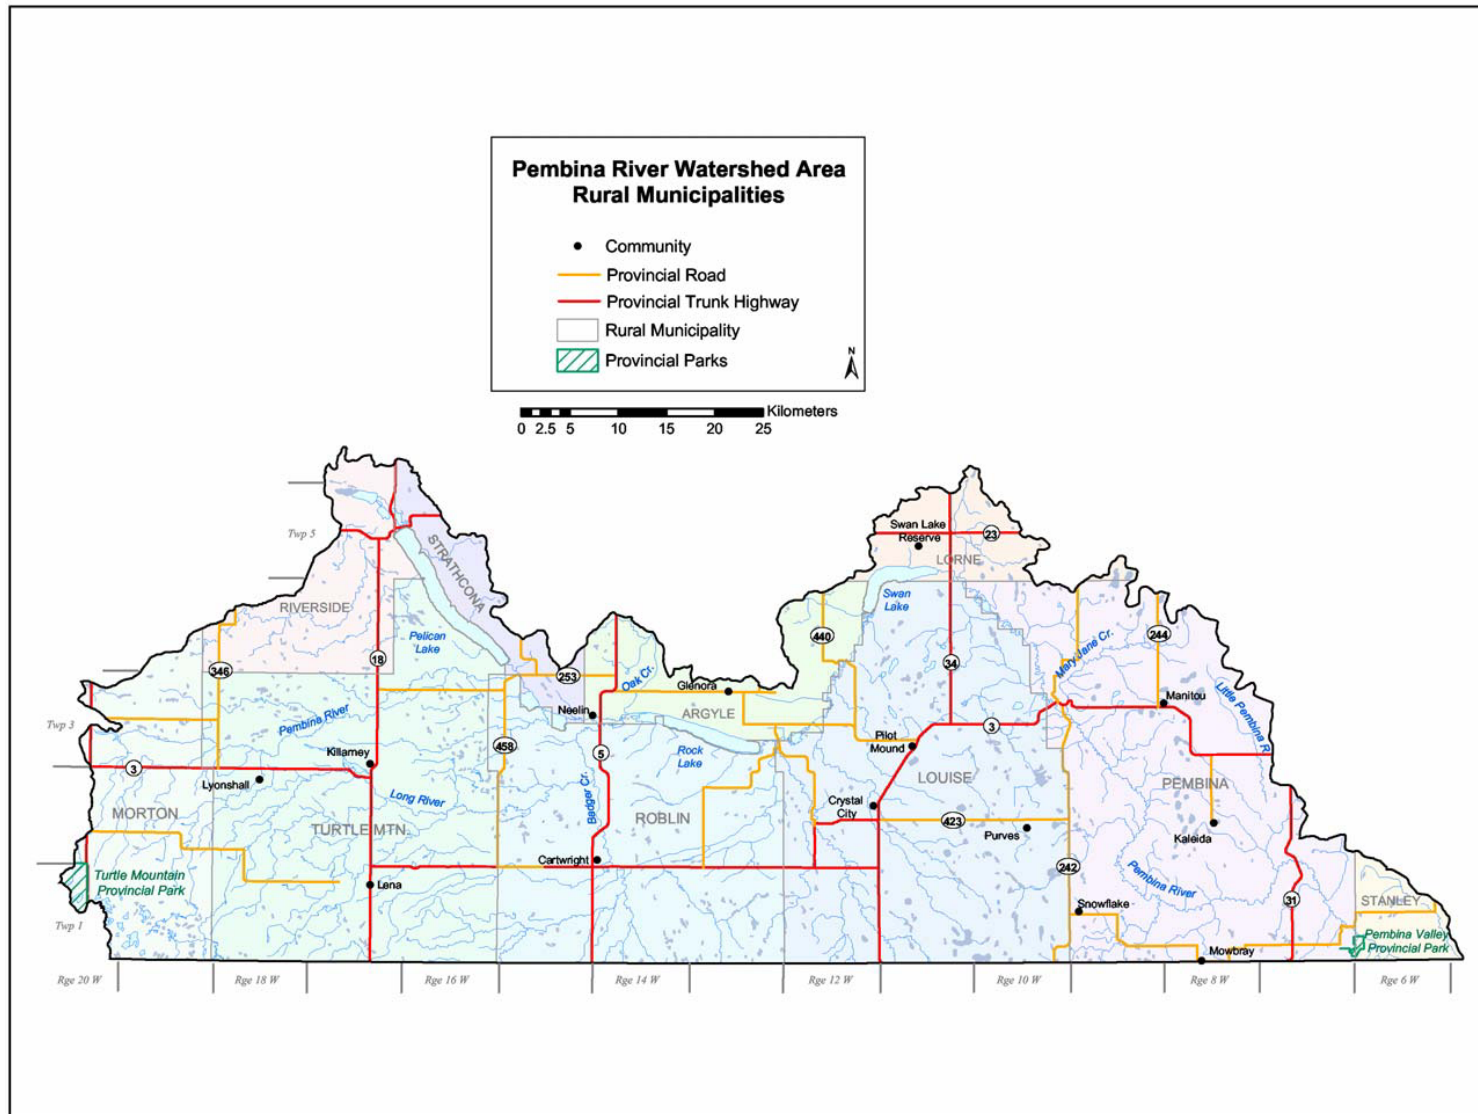 Pembina River Watershed Area
Rural Municipalities
Community
Provincial Road
Provincial Trunk Highway
Rural Municipality
Provincial Parks
N
Kilometers
0 2.5 5 10 15 20 25
Twp 5
Twp 3
Twp 1
STRATHCONA
RIVERSIDE
Pelican
Lake
346
18
253
Oak Cr.
Glenora
ARGYLE
Neelin
Pembina River
458
5
Rock
Lake
Killarney
3
Lyonshall
MORTON
Long River
TURTLE MTN.
Badger Cr.
ROBLIN
Cartwright
Lena
Turtle Mountain
Provincial Park
Swan Lake
Reserve
23
LORNE
Swan
Lake
440
34
Mary Jane Cr.
244
Manitou
Little Pembina R.
Pilot
Mound
3
LOUISE
PEMBINA
Crystal
City
423
Purves
Kaleida
242
Pembina River
Snowflake
31
STANLEY
Mowbray
Pembina Valley
Provincial Park
Rge 20 W
Rge 18 W
Rge 16 W
Rge 14 W
Rge 12 W
Rge 10 W
Rge 8 W
Rge 6 W